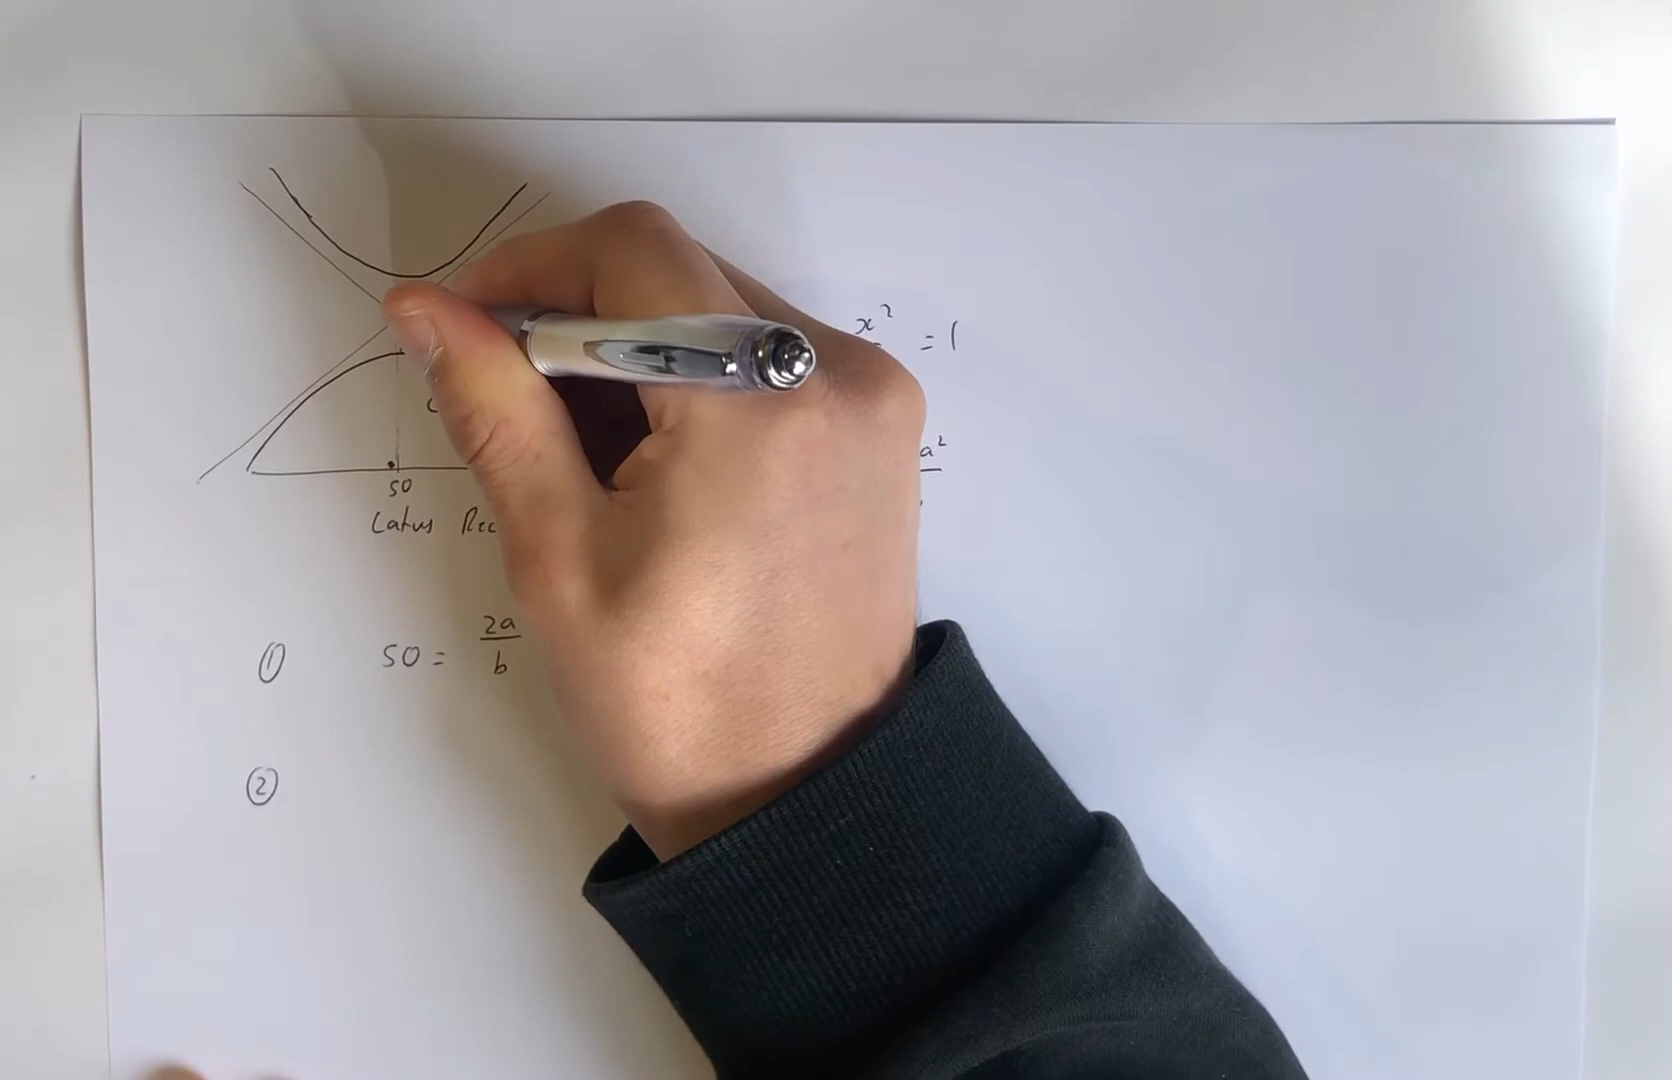 x² = 1
a²
50
Latus
① 50 = 2a / b
②